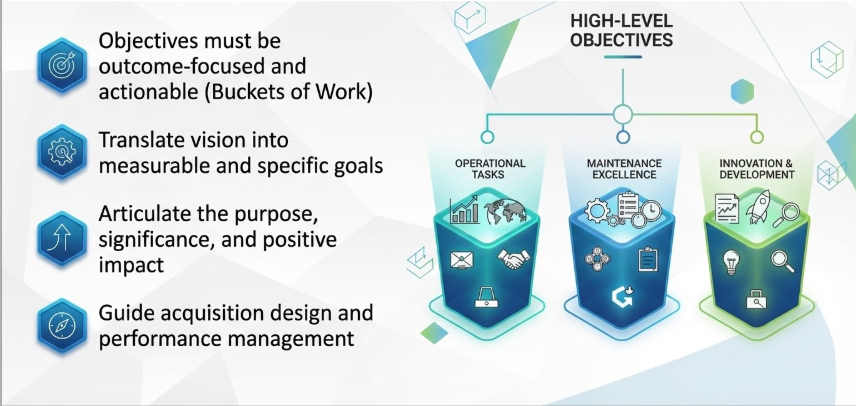 Objectives must be
outcome-focused and
actionable (Buckets of Work)
Translate vision into
measurable and specific goals
Articulate the purpose,
significance, and positive
impact
Guide acquisition design and
performance management
HIGH-LEVEL
OBJECTIVES
OPERATIONAL
TASKS
MAINTENANCE
EXCELLENCE
INNOVATION &
DEVELOPMENT